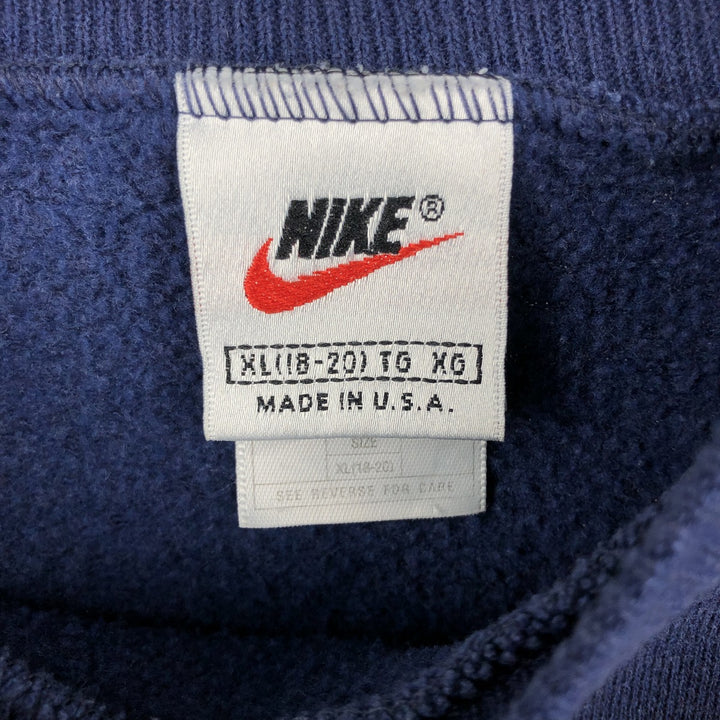 NIKE®
XL(18-20) TG XG
MADE IN U.S.A.
SIZE
XL(18-20)
SEE REVERSE FOR CARE